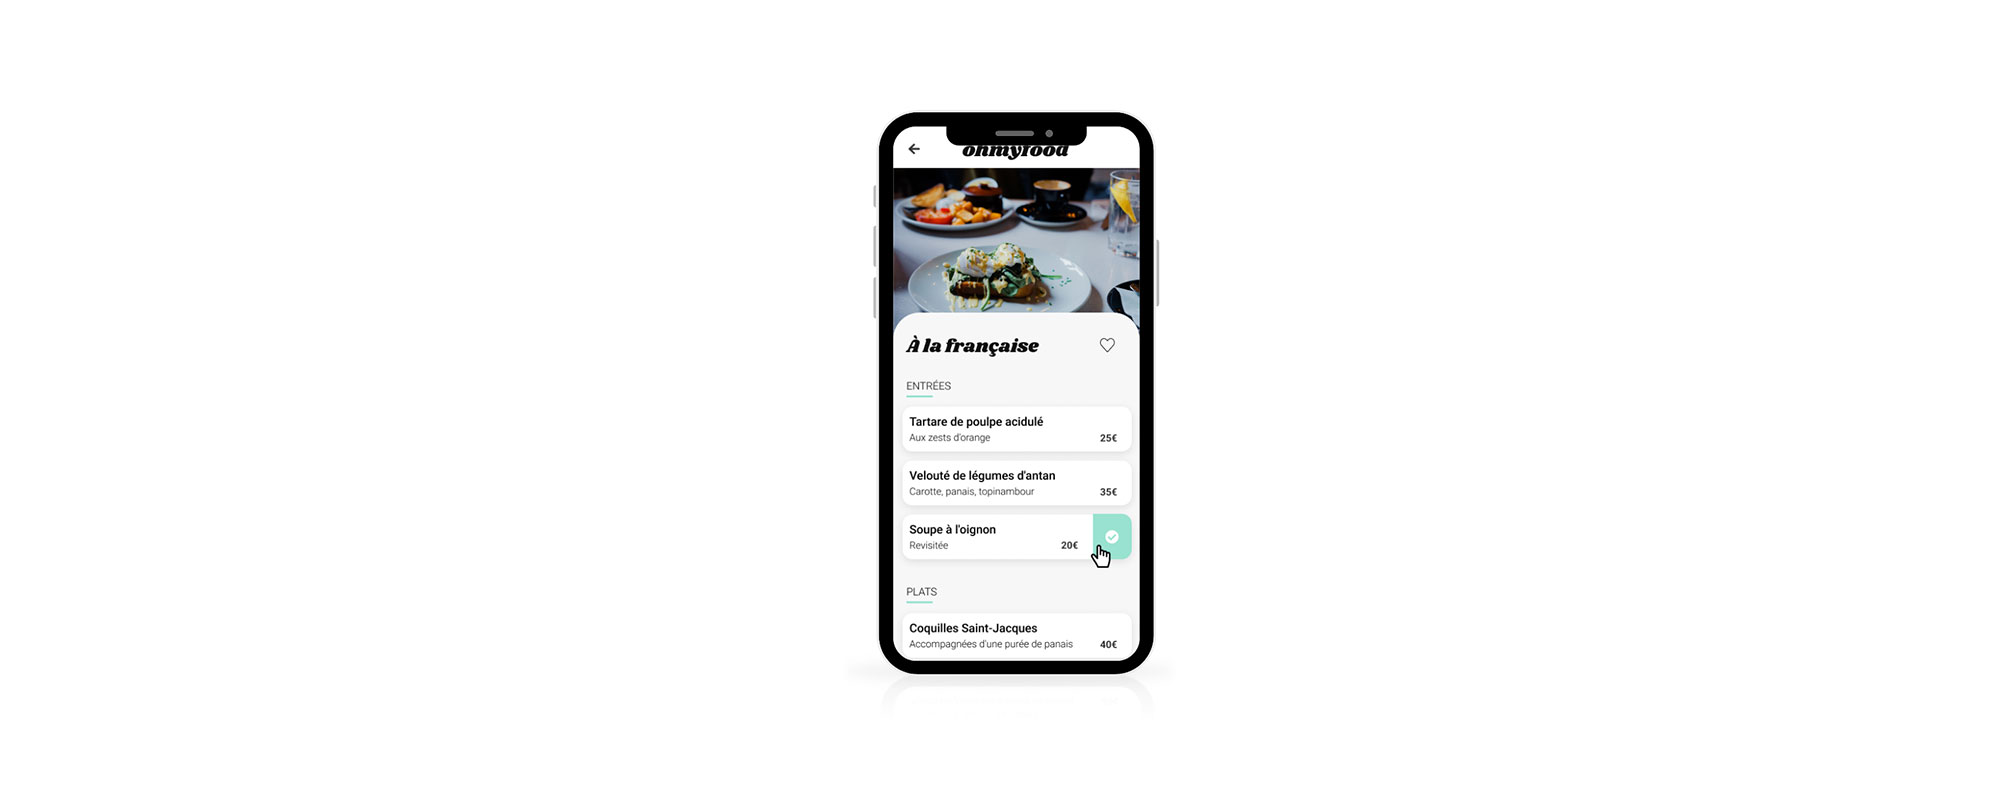 ohmyfood
À la française
ENTRÉES
Tartare de poulpe acidulé
Aux zests d'orange
25€
Velouté de légumes d'antan
Carotte, panais, topinambour
35€
Soupe à l'oignon
Revisitée
20€
PLATS
Coquilles Saint-Jacques
Accompagnées d'une purée de panais
40€